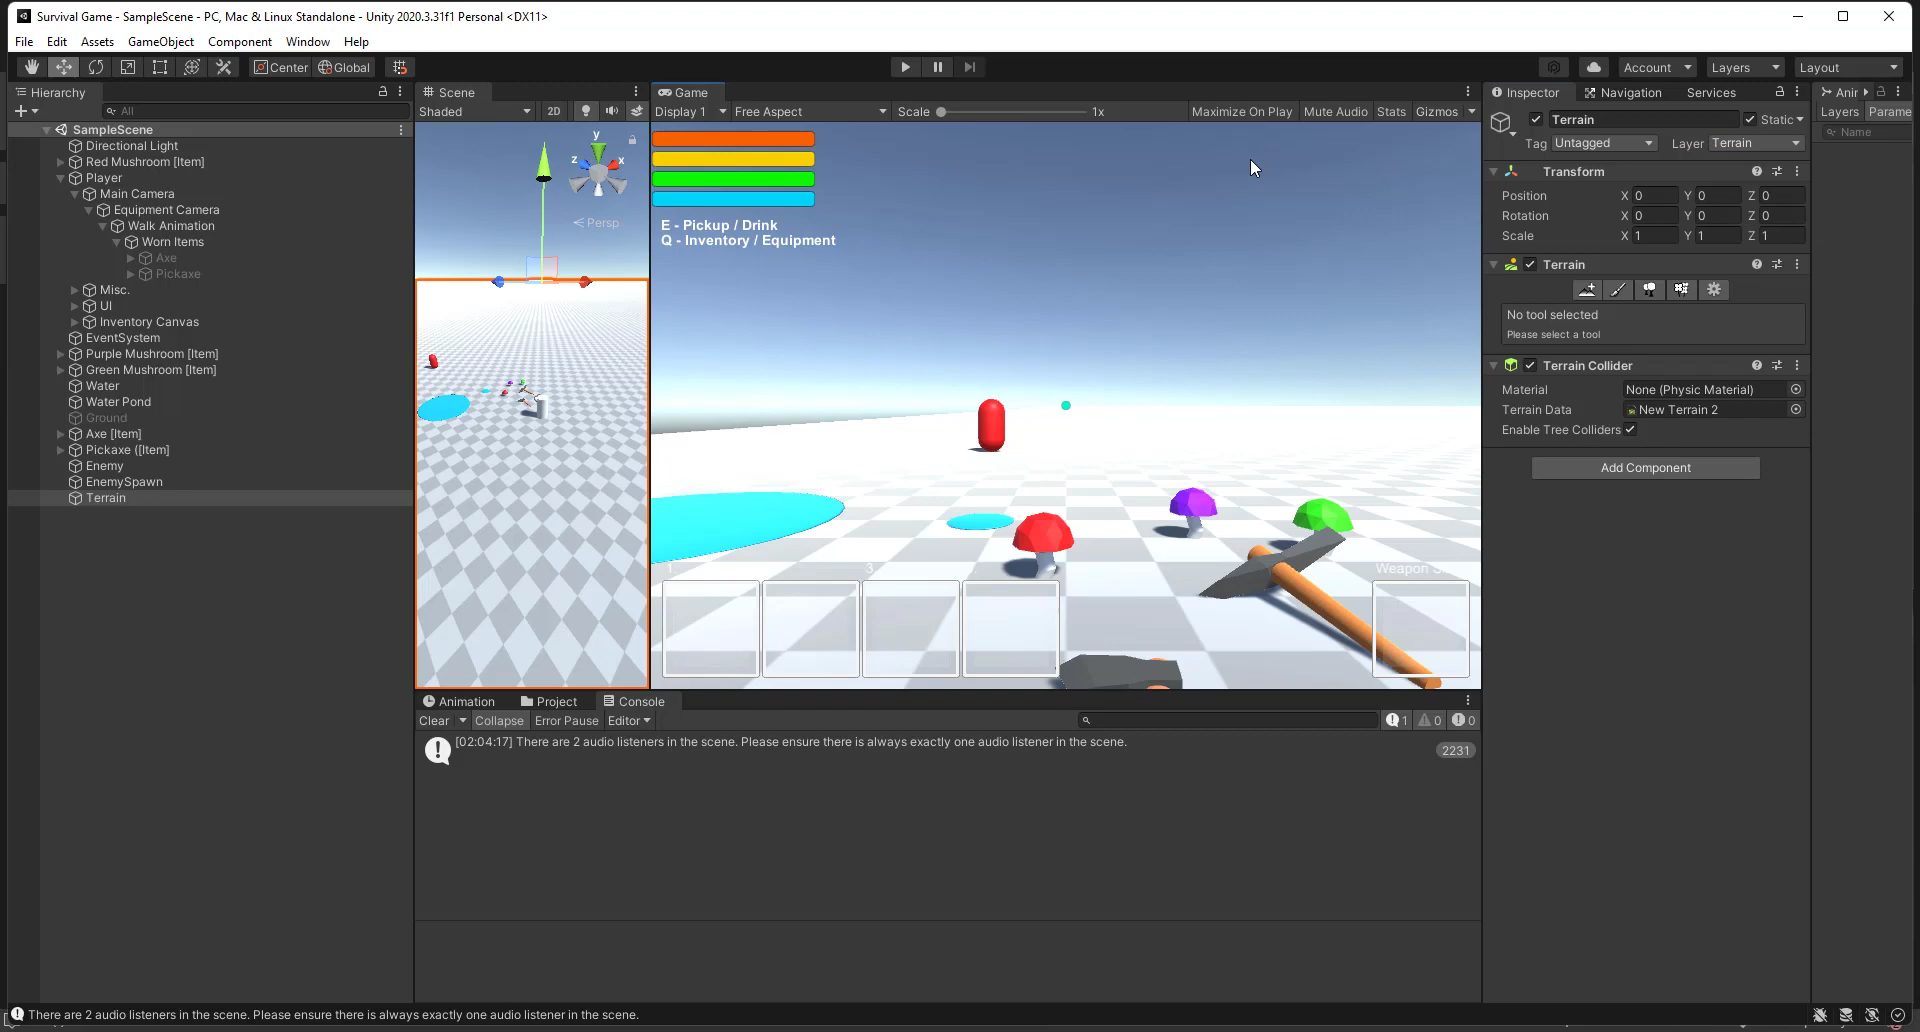 Survival Game - SampleScene - PC, Mac & Linux Standalone - Unity 2020.3.31f1 Personal <DX11>
File Edit Assets GameObject Component Window Help
Center Global Account Layers Layout
Hierarchy
All
SampleScene
Directional Light
Red Mushroom [Item]
Player
Main Camera
Equipment Camera
Walk Animation
Worn Items
Axe
Pickaxe
Misc.
UI
Inventory Canvas
EventSystem
Purple Mushroom [Item]
Green Mushroom [Item]
Water
Water Pond
Ground
Axe [Item]
Pickaxe ([Item]
Enemy
EnemySpawn
Terrain
Scene
Shaded 2D
y
z x
Persp
Game
Display 1 Free Aspect Scale 1x Maximize On Play Mute Audio Stats Gizmos
E - Pickup / Drink
Q - Inventory / Equipment
1 3
Weapon
Animation Project Console
Clear Collapse Error Pause Editor 1 0 0
[02:04:17] There are 2 audio listeners in the scene. Please ensure there is always exactly one audio listener in the scene.
2231
Inspector Navigation Services
Terrain Static
Tag Untagged Layer Terrain
Transform
Position X 0 Y 0 Z 0
Rotation X 0 Y 0 Z 0
Scale X 1 Y 1 Z 1
Terrain
No tool selected
Please select a tool
Terrain Collider
Material None (Physic Material)
Terrain Data New Terrain 2
Enable Tree Colliders
Add Component
Layers
Name
There are 2 audio listeners in the scene. Please ensure there is always exactly one audio listener in the scene.